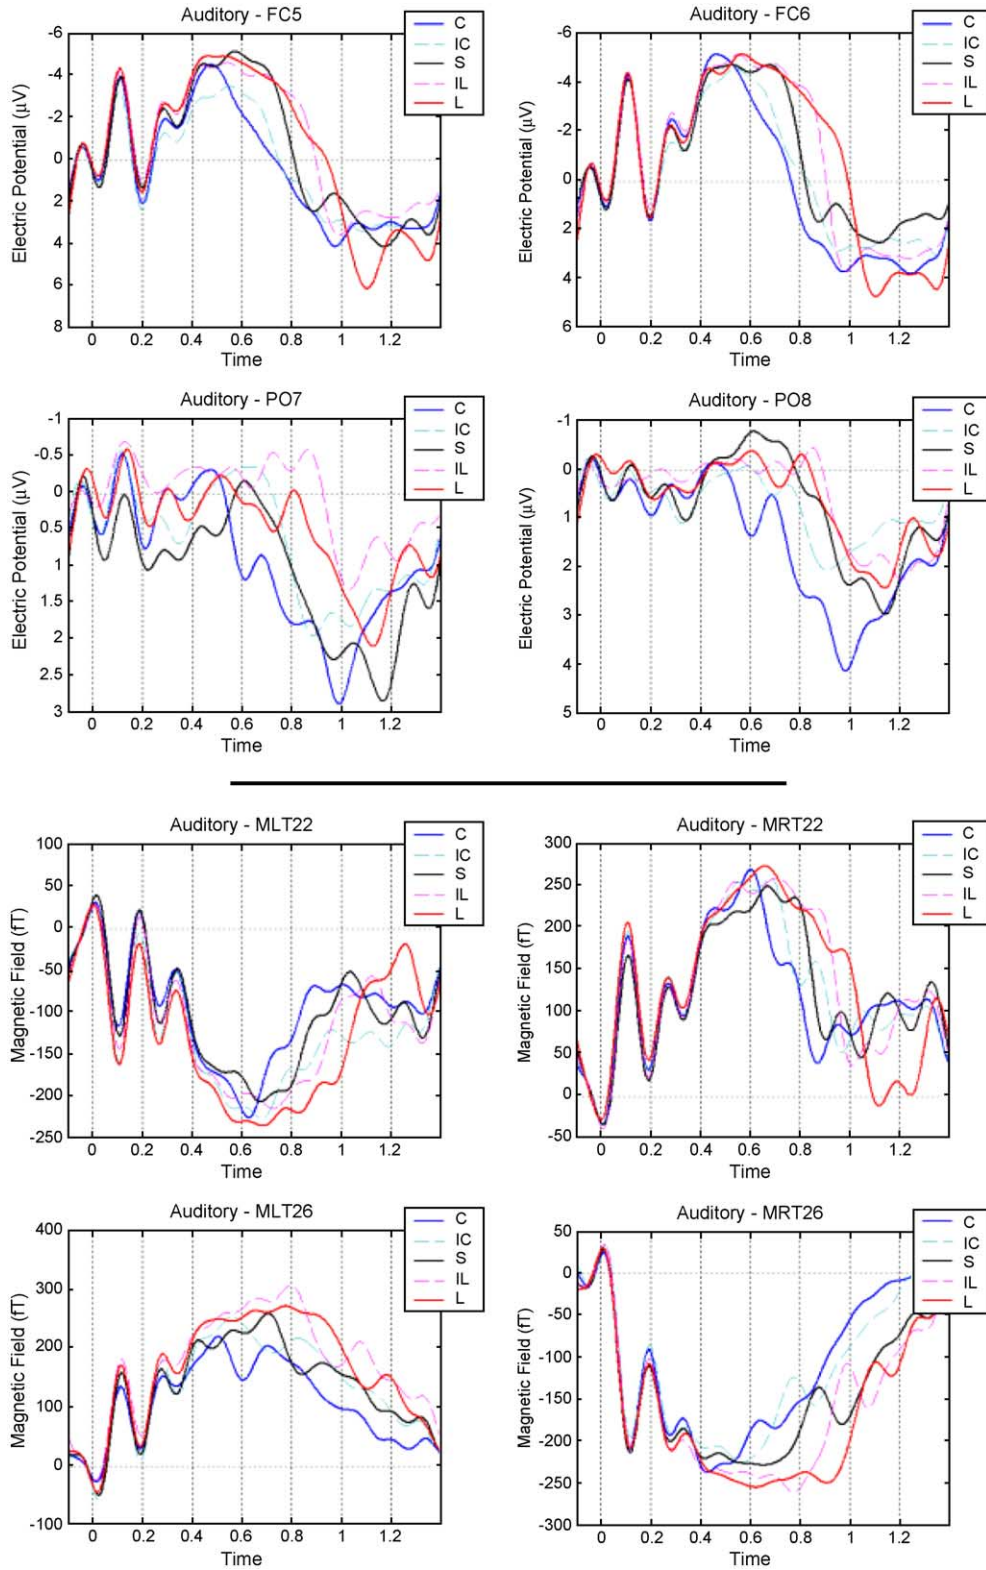 Auditory - FC5
C
IC
S
IL
L
Electric Potential (µV)
-6
-4
-2
0
2
4
6
8
0 0.2 0.4 0.6 0.8 1 1.2
Time
Auditory - FC6
C
IC
S
IL
L
Electric Potential (µV)
-6
-4
-2
0
2
4
6
0 0.2 0.4 0.6 0.8 1 1.2
Time
Auditory - PO7
C
IC
S
IL
L
Electric Potential (µV)
-1
-0.5
0
0.5
1
1.5
2
2.5
3
0 0.2 0.4 0.6 0.8 1 1.2
Time
Auditory - PO8
C
IC
S
IL
L
Electric Potential (µV)
-1
0
1
2
3
4
5
0 0.2 0.4 0.6 0.8 1 1.2
Time
Auditory - MLT22
C
IC
S
IL
L
Magnetic Field (fT)
100
50
0
-50
-100
-150
-200
-250
0 0.2 0.4 0.6 0.8 1 1.2
Time
Auditory - MRT22
C
IC
S
IL
L
Magnetic Field (fT)
300
250
200
150
100
50
0
-50
0 0.2 0.4 0.6 0.8 1 1.2
Time
Auditory - MLT26
C
IC
S
IL
L
Magnetic Field (fT)
400
300
200
100
0
-100
0 0.2 0.4 0.6 0.8 1 1.2
Time
Auditory - MRT26
C
IC
S
IL
L
Magnetic Field (fT)
50
0
-50
-100
-150
-200
-250
-300
0 0.2 0.4 0.6 0.8 1 1.2
Time